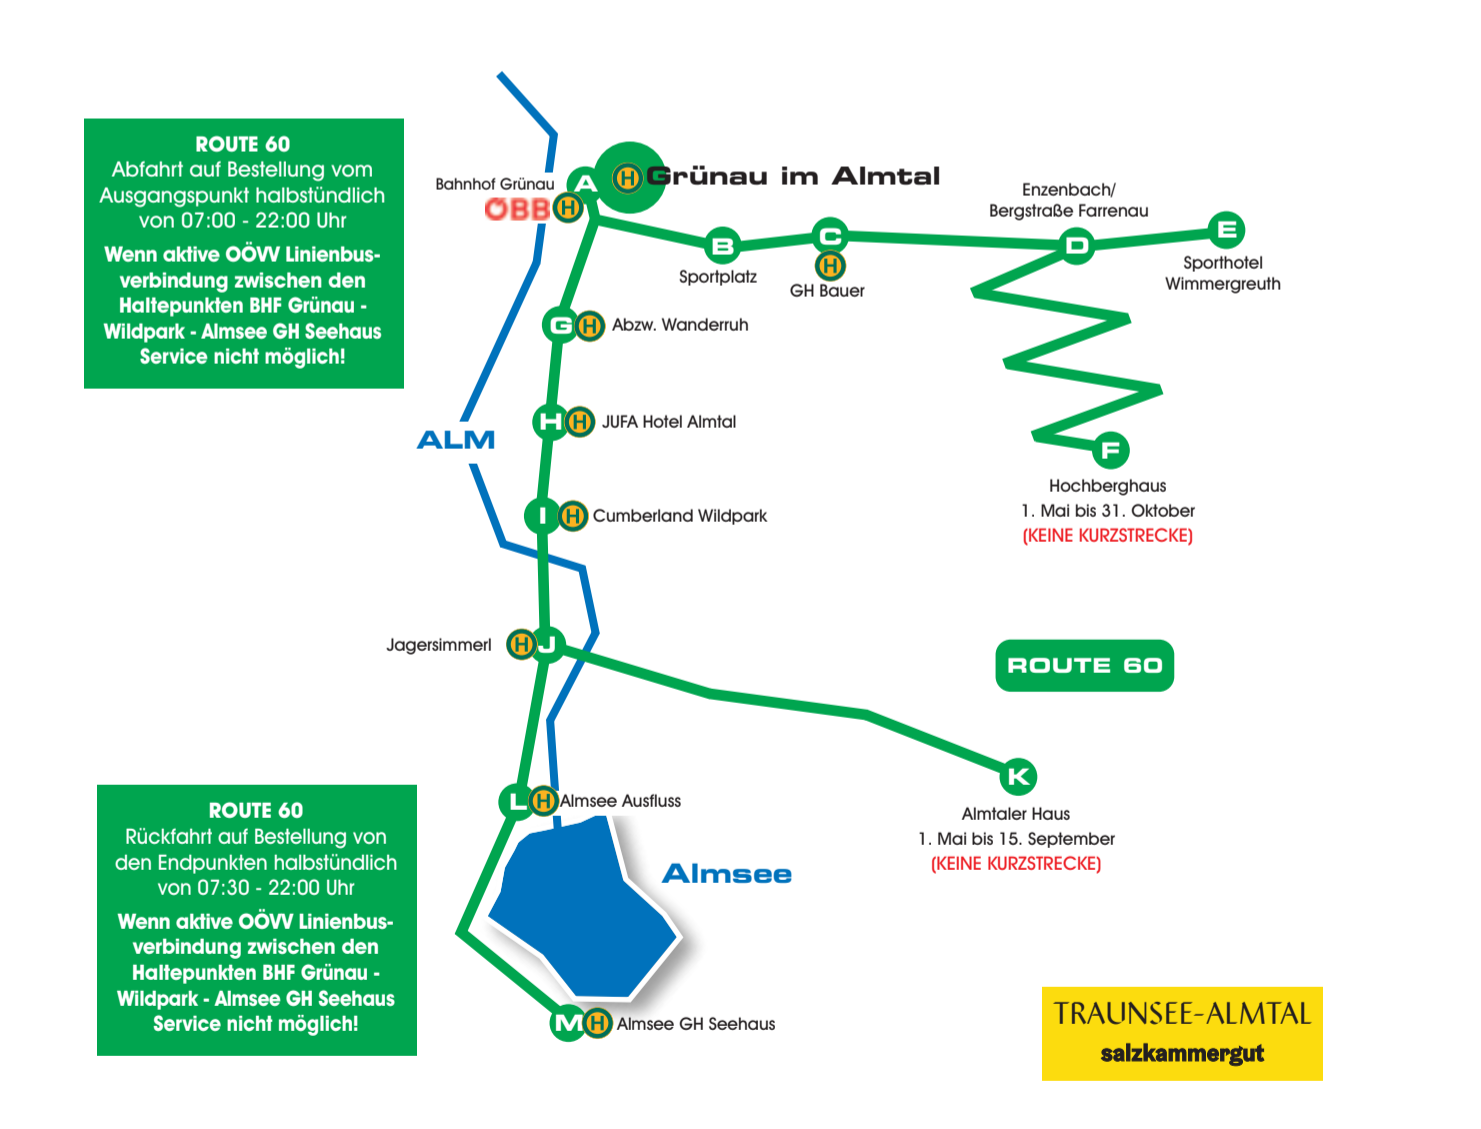 ROUTE 60
Abfahrt auf Bestellung vom
Ausgangspunkt halbstündlich
von 07:00 - 22:00 Uhr
Wenn aktive OÖVV Linienbus-
verbindung zwischen den
Haltepunkten BHF Grünau -
Wildpark - Almsee GH Seehaus
Service nicht möglich!
Bahnhof Grünau
A
H
Grünau im Almtal
ÖBB
H
Enzenbach/
Bergstraße Farrenau
B
Sportplatz
C
H
GH Bauer
D
E
Sporthotel
Wimmergreuth
G
H
Abzw. Wanderruh
H
H
JUFA Hotel Almtal
ALM
F
Hochberghaus
1. Mai bis 31. Oktober
(KEINE KURZSTRECKE)
I
H
Cumberland Wildpark
Jagersimmerl
H
J
ROUTE 60
K
Almtaler Haus
1. Mai bis 15. September
(KEINE KURZSTRECKE)
L
H
Almsee Ausfluss
Almsee
ROUTE 60
Rückfahrt auf Bestellung von
den Endpunkten halbstündlich
von 07:30 - 22:00 Uhr
Wenn aktive OÖVV Linienbus-
verbindung zwischen den
Haltepunkten BHF Grünau -
Wildpark - Almsee GH Seehaus
Service nicht möglich!
M
H
Almsee GH Seehaus
TRAUNSEE-ALMTAL
salzkammergut